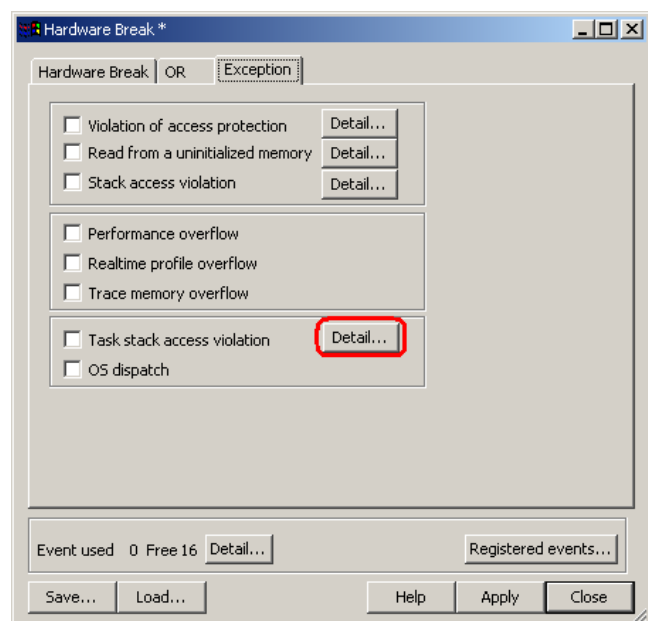 Hardware Break *
Hardware Break OR Exception
Violation of access protection Detail...
Read from a uninitialized memory Detail...
Stack access violation Detail...
Performance overflow
Realtime profile overflow
Trace memory overflow
Task stack access violation Detail...
OS dispatch
Event used 0 Free 16 Detail... Registered events...
Save... Load... Help Apply Close